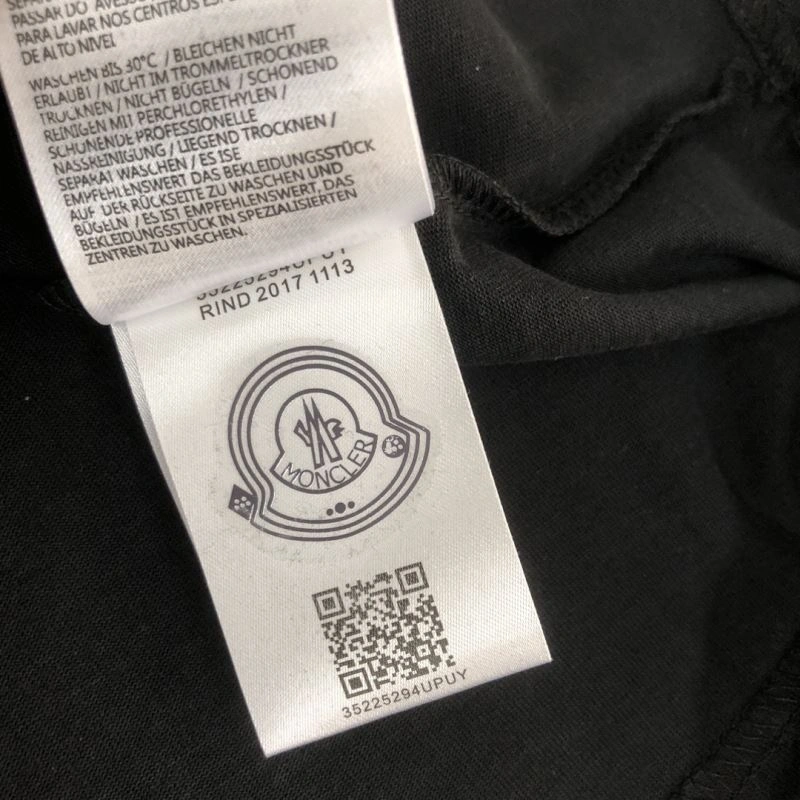 PASSAR DO AVESSO
PARA LAVAR NOS CENTROS
DE ALTO NIVEL
WASCHEN BIS 30°C / BLEICHEN NICHT
ERLAUBT / NICHT IM TROMMELTROCKNER
TROCKNEN / NICHT BÜGELN / SCHONEND
REINIGEN MIT PERCHLORETHYLEN /
SCHONENDE PROFESSIONELLE
NASSREINIGUNG / LIEGEND TROCKNEN /
SEPARAT WASCHEN / ES ISE
EMPFEHLENSWERT DAS BEKLEIDUNGSSTÜCK
AUF DER RÜCKSEITE ZU WASCHEN UND
BÜGELN / ES IST EMPFEHLENSWERT, DAS
BEKLEIDUNGSSTÜCK IN SPEZIALISIERTEN
ZENTREN ZU WASCHEN.
35225294UPUY
RIND 2017 1113
MONCLER
35225294UPUY